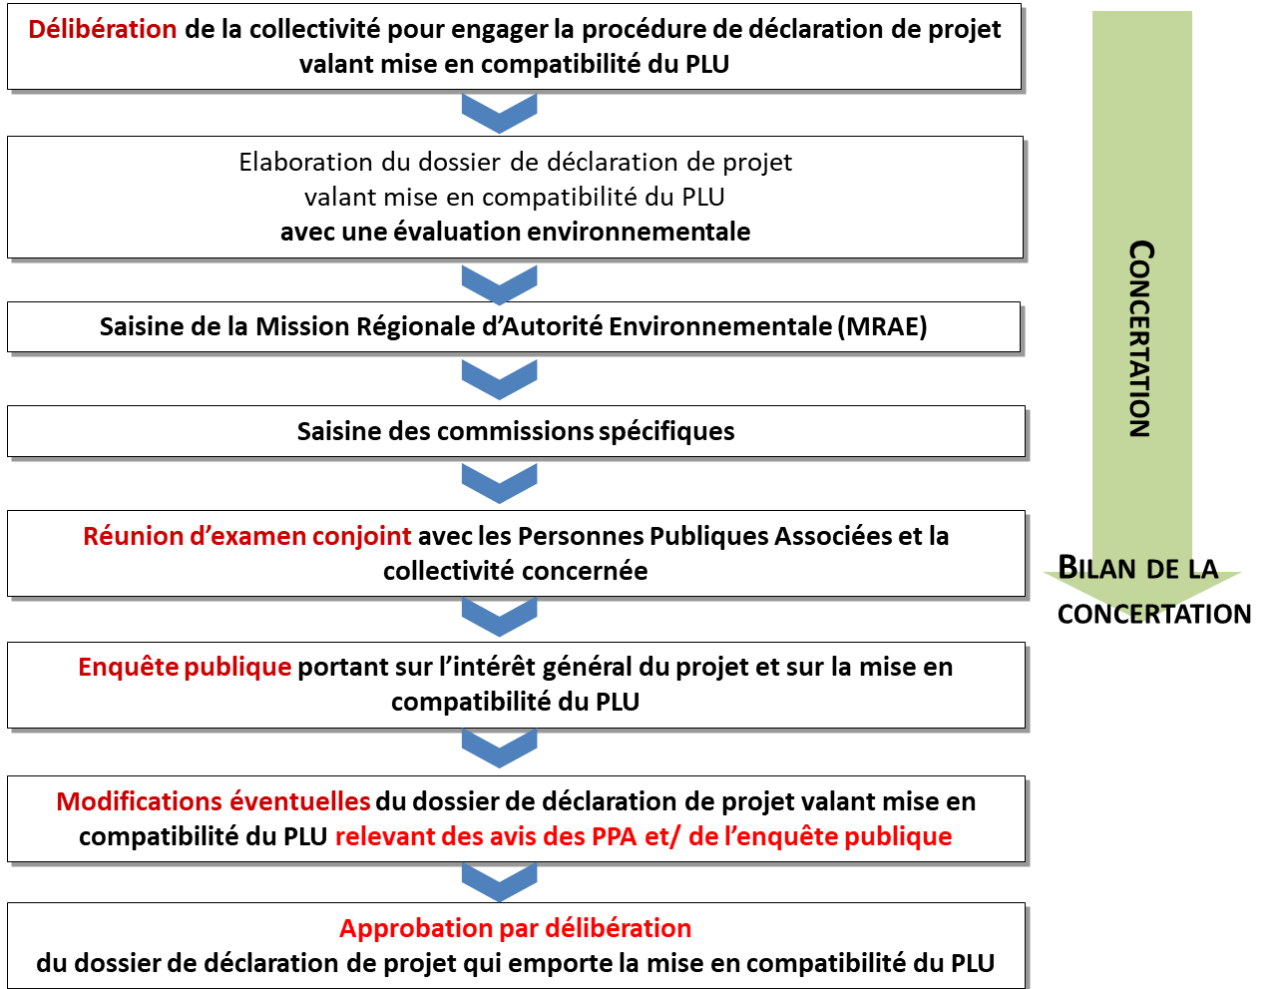 Délibération de la collectivité pour engager la procédure de déclaration de projet
valant mise en compatibilité du PLU
Elaboration du dossier de déclaration de projet
valant mise en compatibilité du PLU
avec une évaluation environnementale
Saisine de la Mission Régionale d’Autorité Environnementale (MRAE)
Saisine des commissions spécifiques
Réunion d’examen conjoint avec les Personnes Publiques Associées et la
collectivité concernée
Enquête publique portant sur l’intérêt général du projet et sur la mise en
compatibilité du PLU
Modifications éventuelles du dossier de déclaration de projet valant mise en
compatibilité du PLU relevant des avis des PPA et/ de l’enquête publique
Approbation par délibération
du dossier de déclaration de projet qui emporte la mise en compatibilité du PLU
CONCERTATION
BILAN DE LA
CONCERTATION